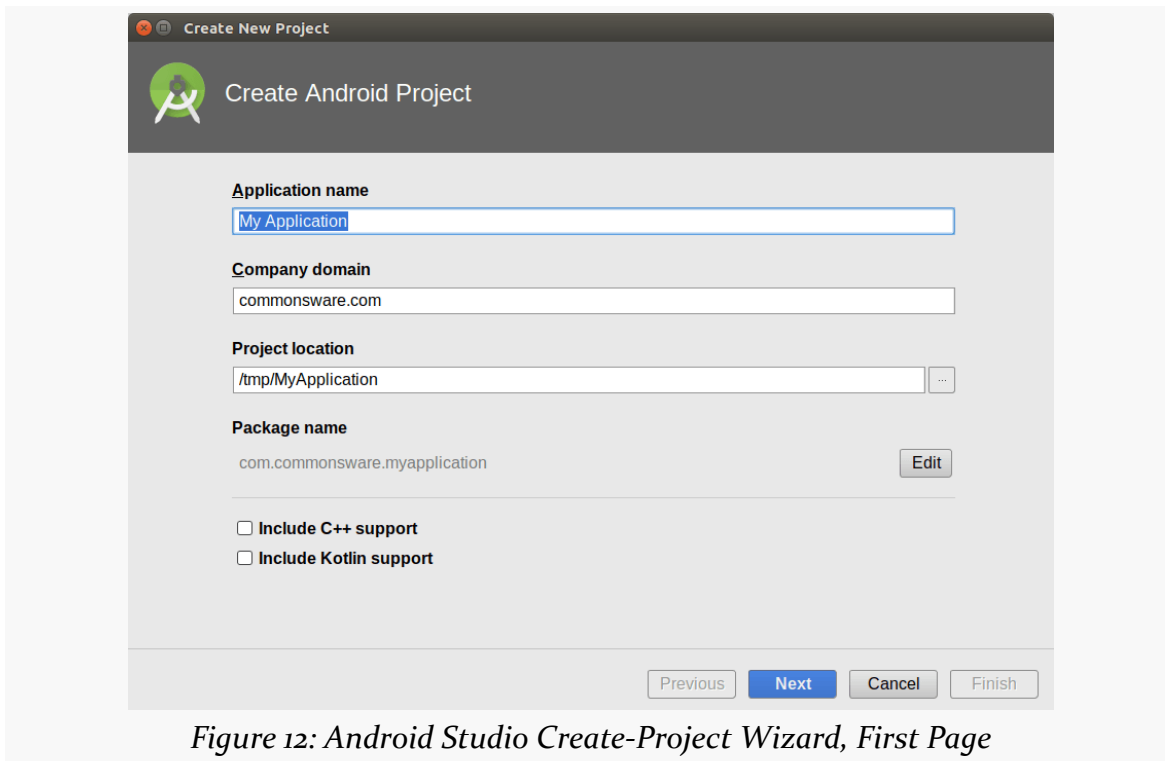 Create New Project
Create Android Project
Application name
My Application
Company domain
commonsware.com
Project location
/tmp/MyApplication
...
Package name
com.commonsware.myapplication
Edit
Include C++ support
Include Kotlin support
Previous Next Cancel Finish
Figure 12: Android Studio Create-Project Wizard, First Page